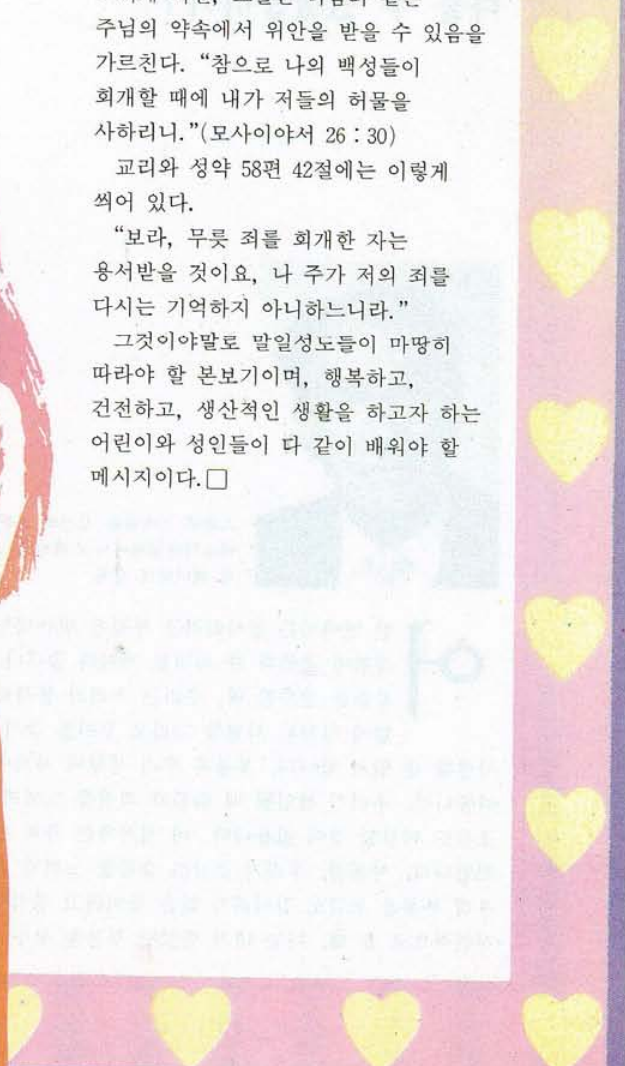 주님의 약속에서 위안을 받을 수 있음을
가르친다. “참으로 나의 백성들이
회개할 때에 내가 저들의 허물을
사하리니.”(모사이야서 26 : 30)
교리와 성약 58편 42절에는 이렇게
씌어 있다.
“보라, 무릇 죄를 회개한 자는
용서받을 것이요, 나 주가 저의 죄를
다시는 기억하지 아니하느니라.”
그것이야말로 말일성도들이 마땅히
따라야 할 본보기이며, 행복하고,
건전하고, 생산적인 생활을 하고자 하는
어린이와 성인들이 다 같이 배워야 할
메시지이다.□